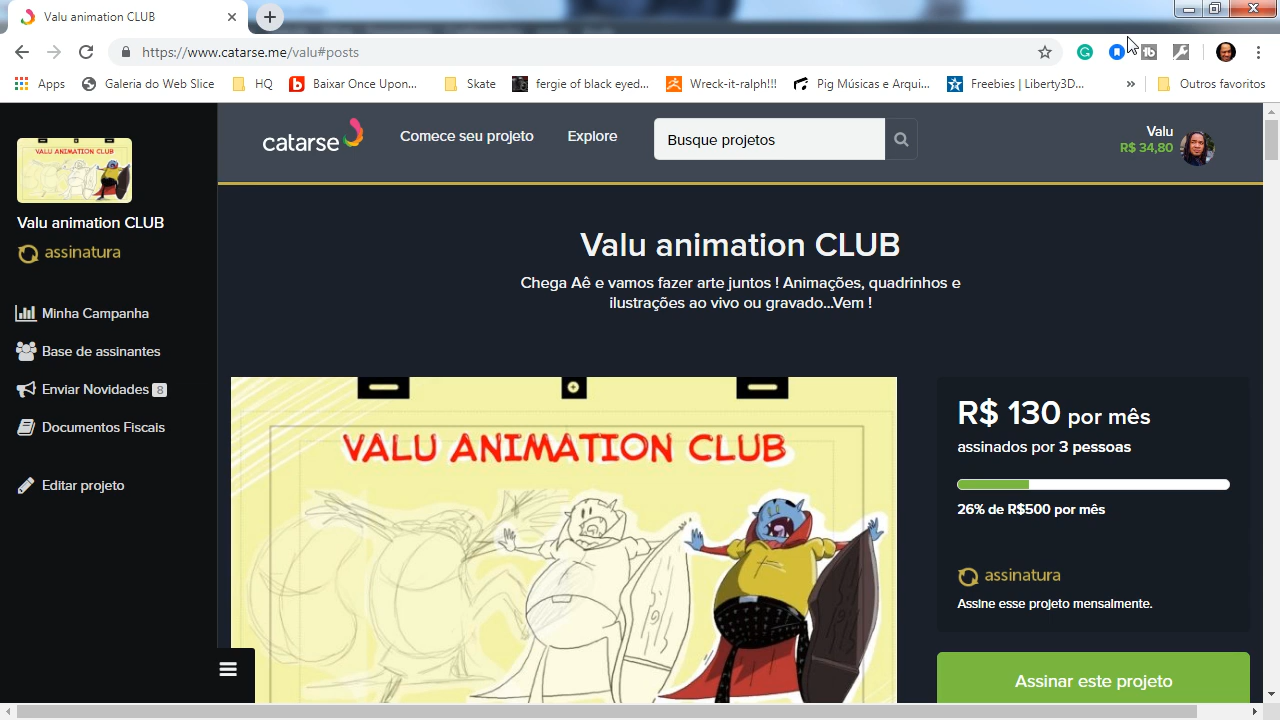 Valu animation CLUB
https://www.catarse.me/valu#posts
Apps
Galeria do Web Slice
HQ
Baixar Once Upon...
Skate
fergie of black eyed...
Wreck-it-ralph!!!
Pig Músicas e Arqui...
Freebies | Liberty3D...
»
Outros favoritos
VALU ANIMATION CLUB
Valu animation CLUB
assinatura
Minha Campanha
Base de assinantes
Enviar Novidades 8
Documentos Fiscais
Editar projeto
catarse
Comece seu projeto
Explore
Busque projetos
Valu
R$ 34,80
Valu animation CLUB
Chega Aê e vamos fazer arte juntos ! Animações, quadrinhos e
ilustrações ao vivo ou gravado...Vem !
VALU ANIMATION CLUB
R$ 130 por mês
assinados por 3 pessoas
26% de R$500 por mês
assinatura
Assine esse projeto mensalmente.
Assinar este projeto